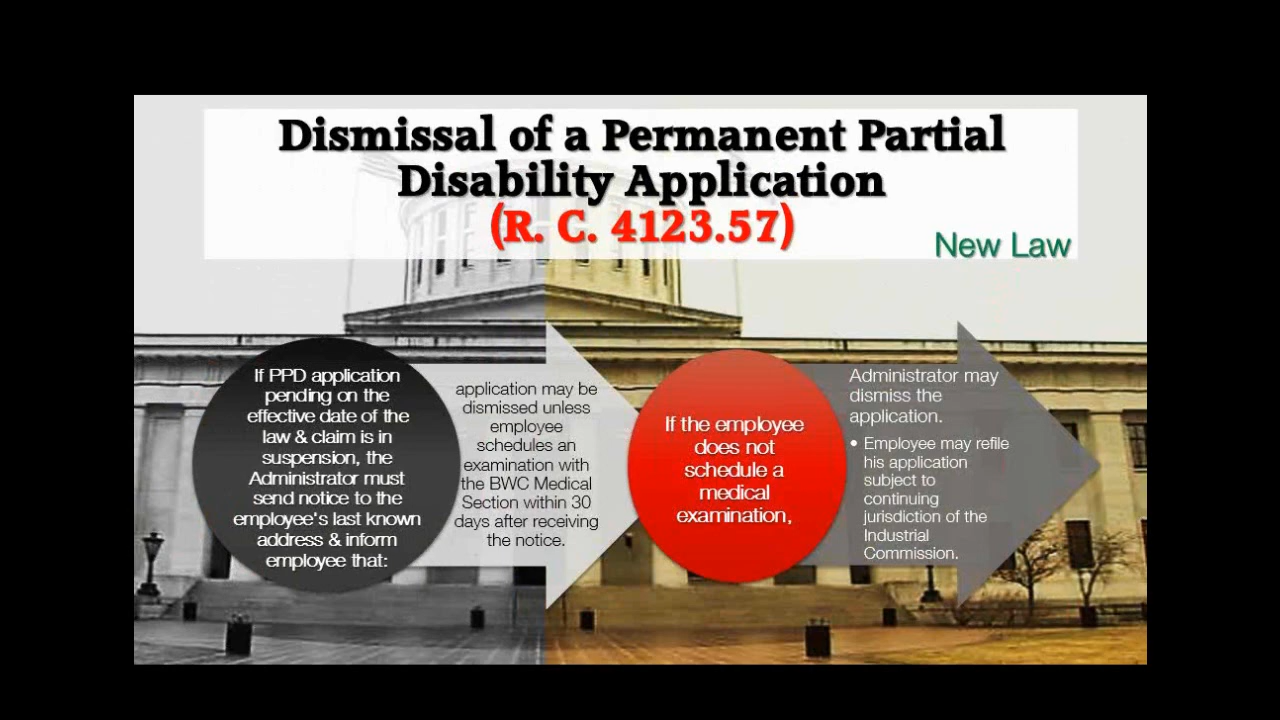 Dismissal of a Permanent Partial
Disability Application
(R. C. 4123.57)
New Law
If PPD application
pending on the
effective date of the
law & claim is in
suspension, the
Administrator must
send notice to the
employee's last known
address & inform
employee that:
application may be
dismissed unless
employee
schedules an
examination with
the BWC Medical
Section within 30
days after receiving
the notice.
If the employee
does not
schedule a
medical
examination,
Administrator may
dismiss the
application.
• Employee may refile
his application
subject to
continuing
jurisdiction of the
Industrial
Commission.